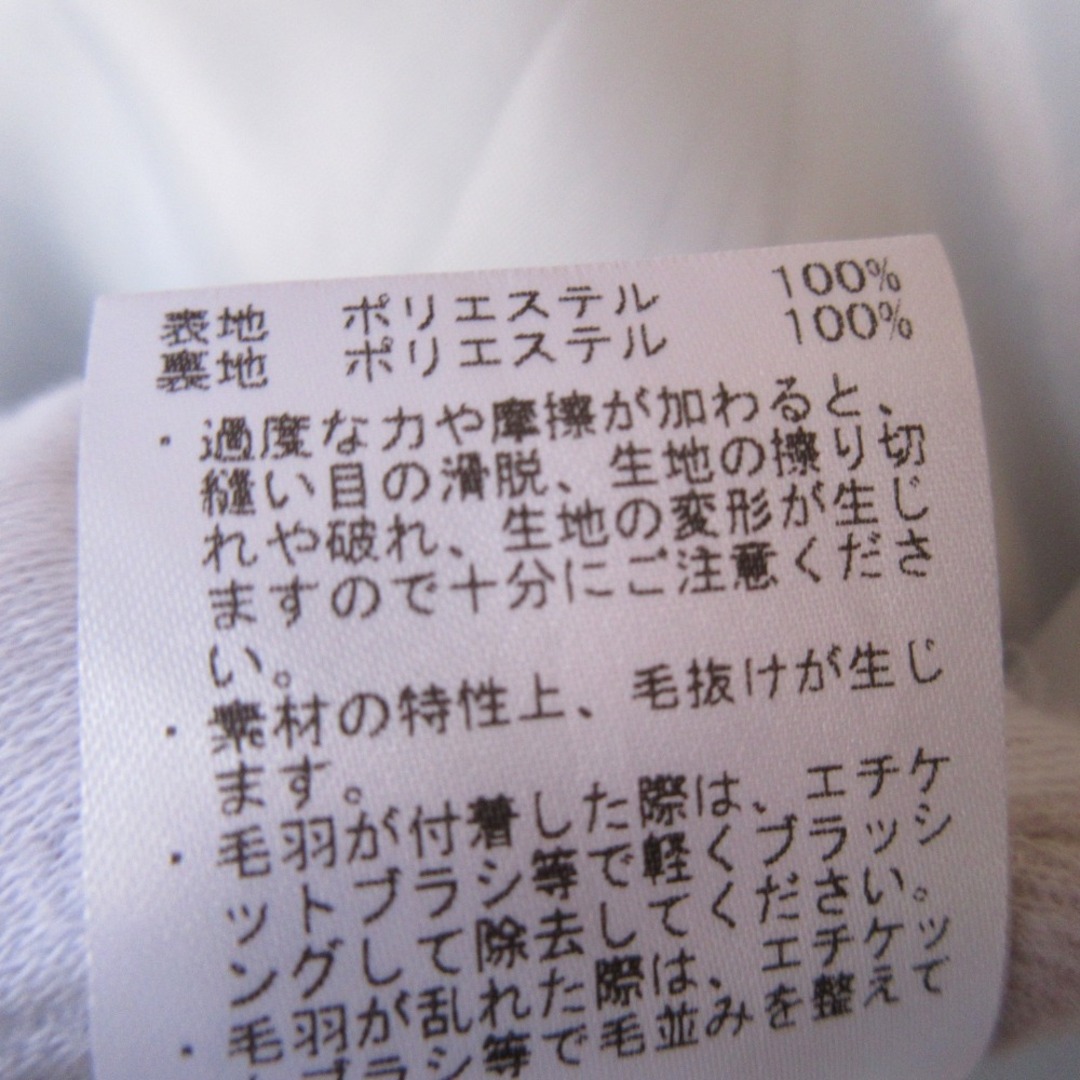 表地 ポリエステル 100%
裏地 ポリエステル 100%
・過度な力や摩擦が加わると、
縫い目の滑脱、生地の擦り切
れや破れ、生地の変形が生じ
ますので十分にご注意くださ
い。
・素材の特性上、毛抜けが生じ
ます。
・毛羽が付着した際は、エチケ
ットブラシ等で軽くブラッシ
ングして除去してください。
・毛羽が乱れた際は、エチケッ
トブラシ等で毛並みを整えて